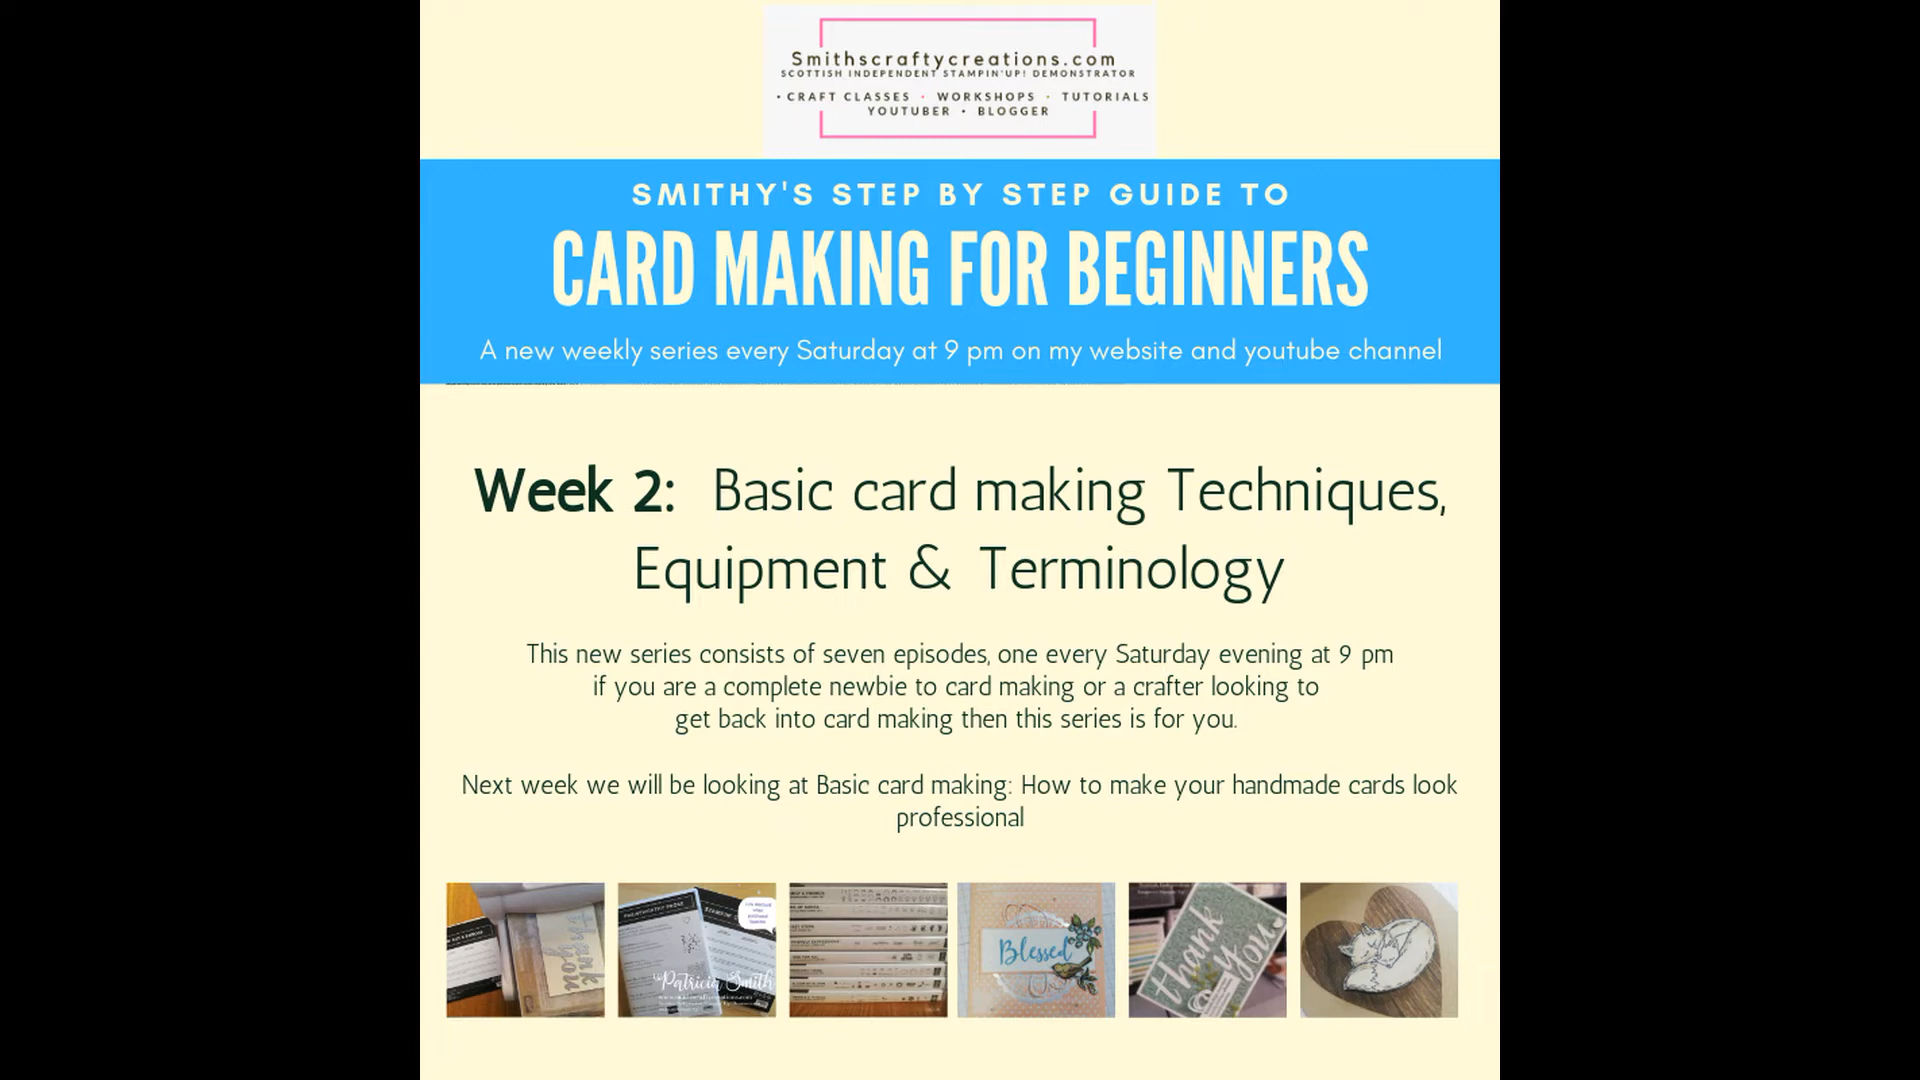 Smithscraftycreations.com
SCOTTISH INDEPENDENT STAMPIN'UP! DEMONSTRATOR
• CRAFT CLASSES • WORKSHOPS • TUTORIALS
YOUTUBER • BLOGGER
SMITHY'S STEP BY STEP GUIDE TO
CARD MAKING FOR BEGINNERS
A new weekly series every Saturday at 9 pm on my website and youtube channel
Week 2: Basic card making Techniques,
Equipment & Terminology
This new series consists of seven episodes, one every Saturday evening at 9 pm
if you are a complete newbie to card making or a crafter looking to
get back into card making then this series is for you.
Next week we will be looking at Basic card making: How to make your handmade cards look
professional
thank
you
Patricia Smith
Blessed
thank
you